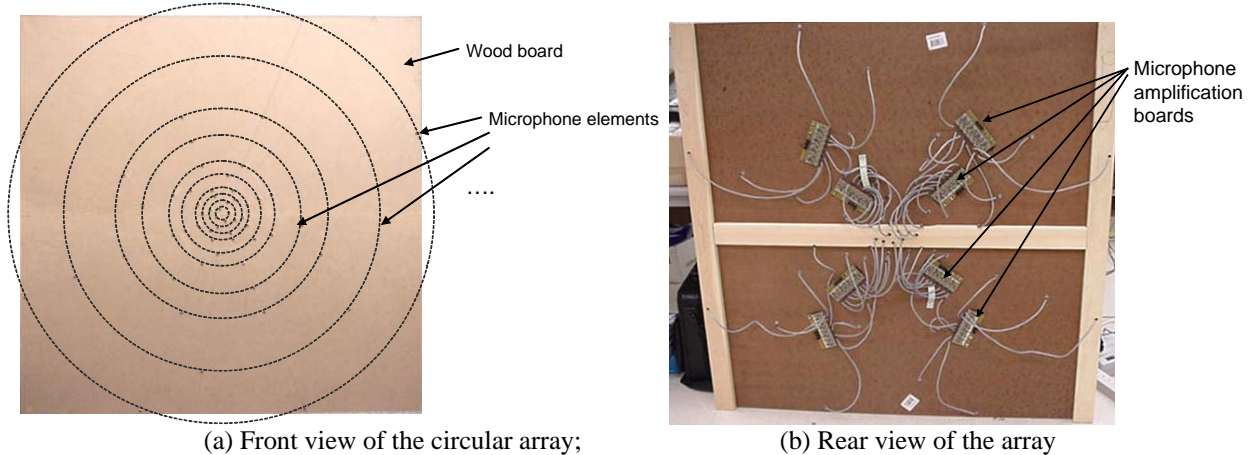 Wood board
Microphone elements
....
Microphone
amplification
boards
(a) Front view of the circular array;
(b) Rear view of the array